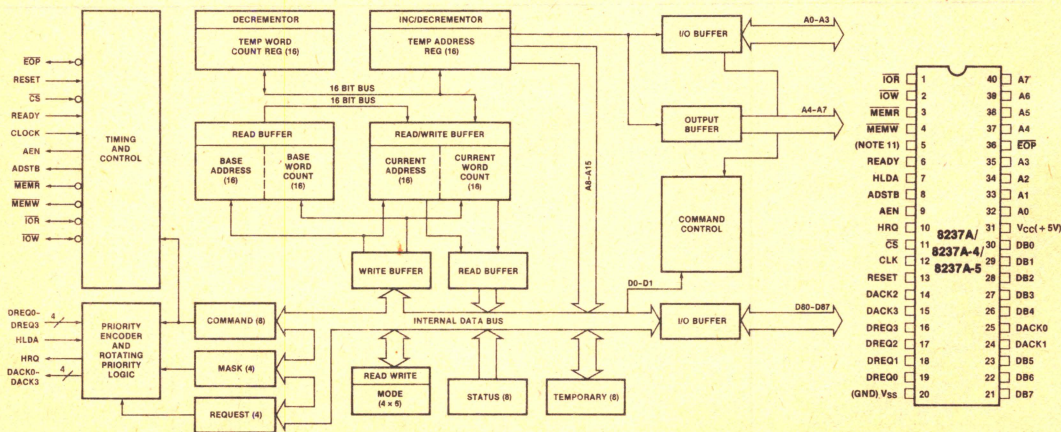 DECREMENTOR
TEMP WORD
COUNT REG (16)
INC/DECREMENTOR
TEMP ADDRESS
REG (16)
I/O BUFFER
A0–A3
EOP
RESET
CS
READY
CLOCK
AEN
ADSTB
MEMR
MEMW
IOR
IOW
TIMING
AND
CONTROL
16 BIT BUS
16 BIT BUS
READ BUFFER
BASE
ADDRESS
(16)
BASE
WORD
COUNT
(16)
READ/WRITE BUFFER
CURRENT
ADDRESS
(16)
CURRENT
WORD
COUNT
(16)
A8–A15
OUTPUT
BUFFER
A4–A7
COMMAND
CONTROL
WRITE BUFFER
READ BUFFER
D0–D1
DREQ0–
DREQ3
4
HLDA
HRQ
DACK0–
DACK3
4
PRIORITY
ENCODER
AND
ROTATING
PRIORITY
LOGIC
COMMAND (8)
MASK (4)
REQUEST (4)
INTERNAL DATA BUS
I/O BUFFER
D80–D87
READ WRITE
MODE
(4 × 6)
STATUS (8)
TEMPORARY (8)
IOR 1 40 A7
IOW 2 39 A6
MEMR 3 38 A5
MEMW 4 37 A4
(NOTE 11) 5 36 EOP
READY 6 35 A3
HLDA 7 34 A2
ADSTB 8 33 A1
AEN 9 32 A0
HRQ 10 31 VCC(+5V)
CS 11 30 DB0
CLK 12 29 DB1
RESET 13 28 DB2
DACK2 14 27 DB3
DACK3 15 26 DB4
DREQ3 16 25 DACK0
DREQ2 17 24 DACK1
DREQ1 18 23 DB5
DREQ0 19 22 DB6
(GND) VSS 20 21 DB7
8237A/
8237A-4/
8237A-5